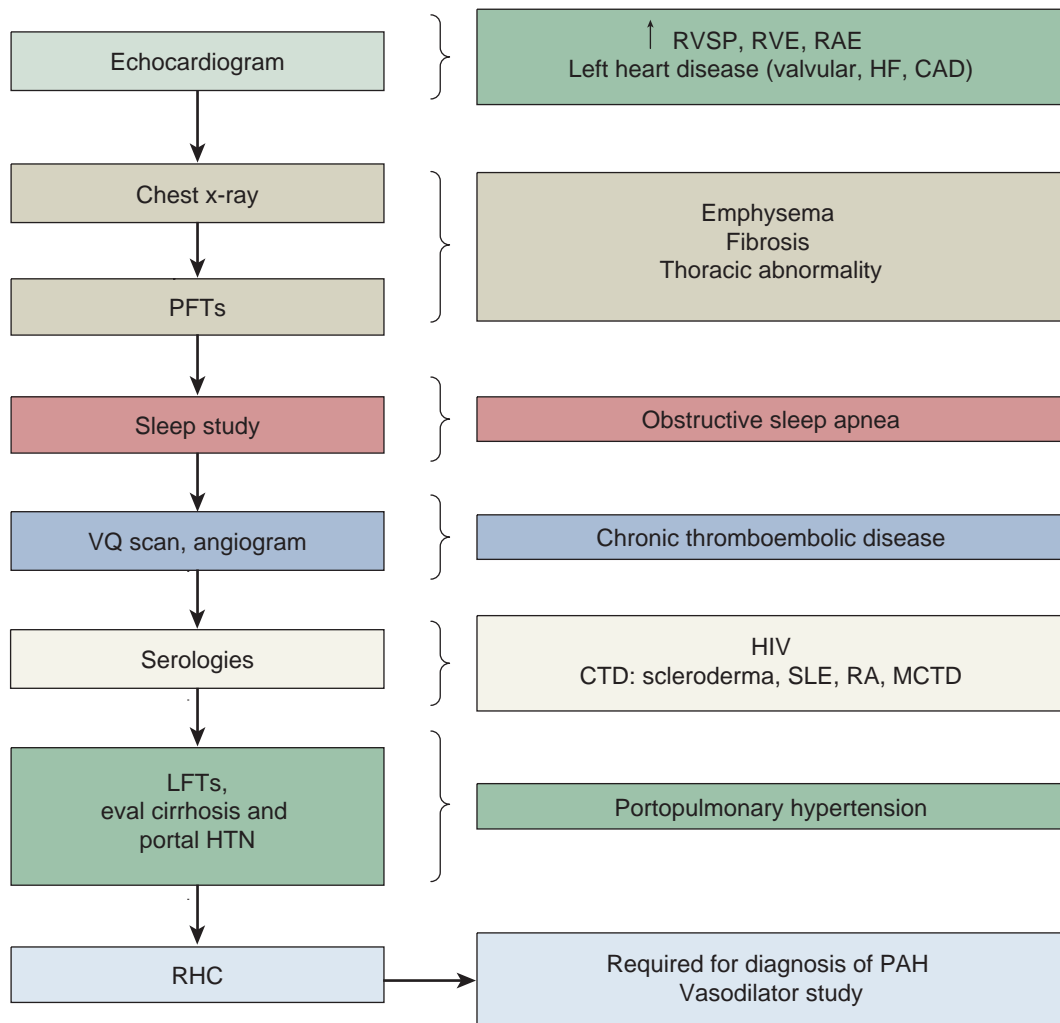 Echocardiogram
↑ RVSP, RVE, RAE
Left heart disease (valvular, HF, CAD)
Chest x-ray
PFTs
Emphysema
Fibrosis
Thoracic abnormality
Sleep study
Obstructive sleep apnea
VQ scan, angiogram
Chronic thromboembolic disease
Serologies
HIV
CTD: scleroderma, SLE, RA, MCTD
LFTs,
eval cirrhosis and
portal HTN
Portopulmonary hypertension
RHC
Required for diagnosis of PAH
Vasodilator study